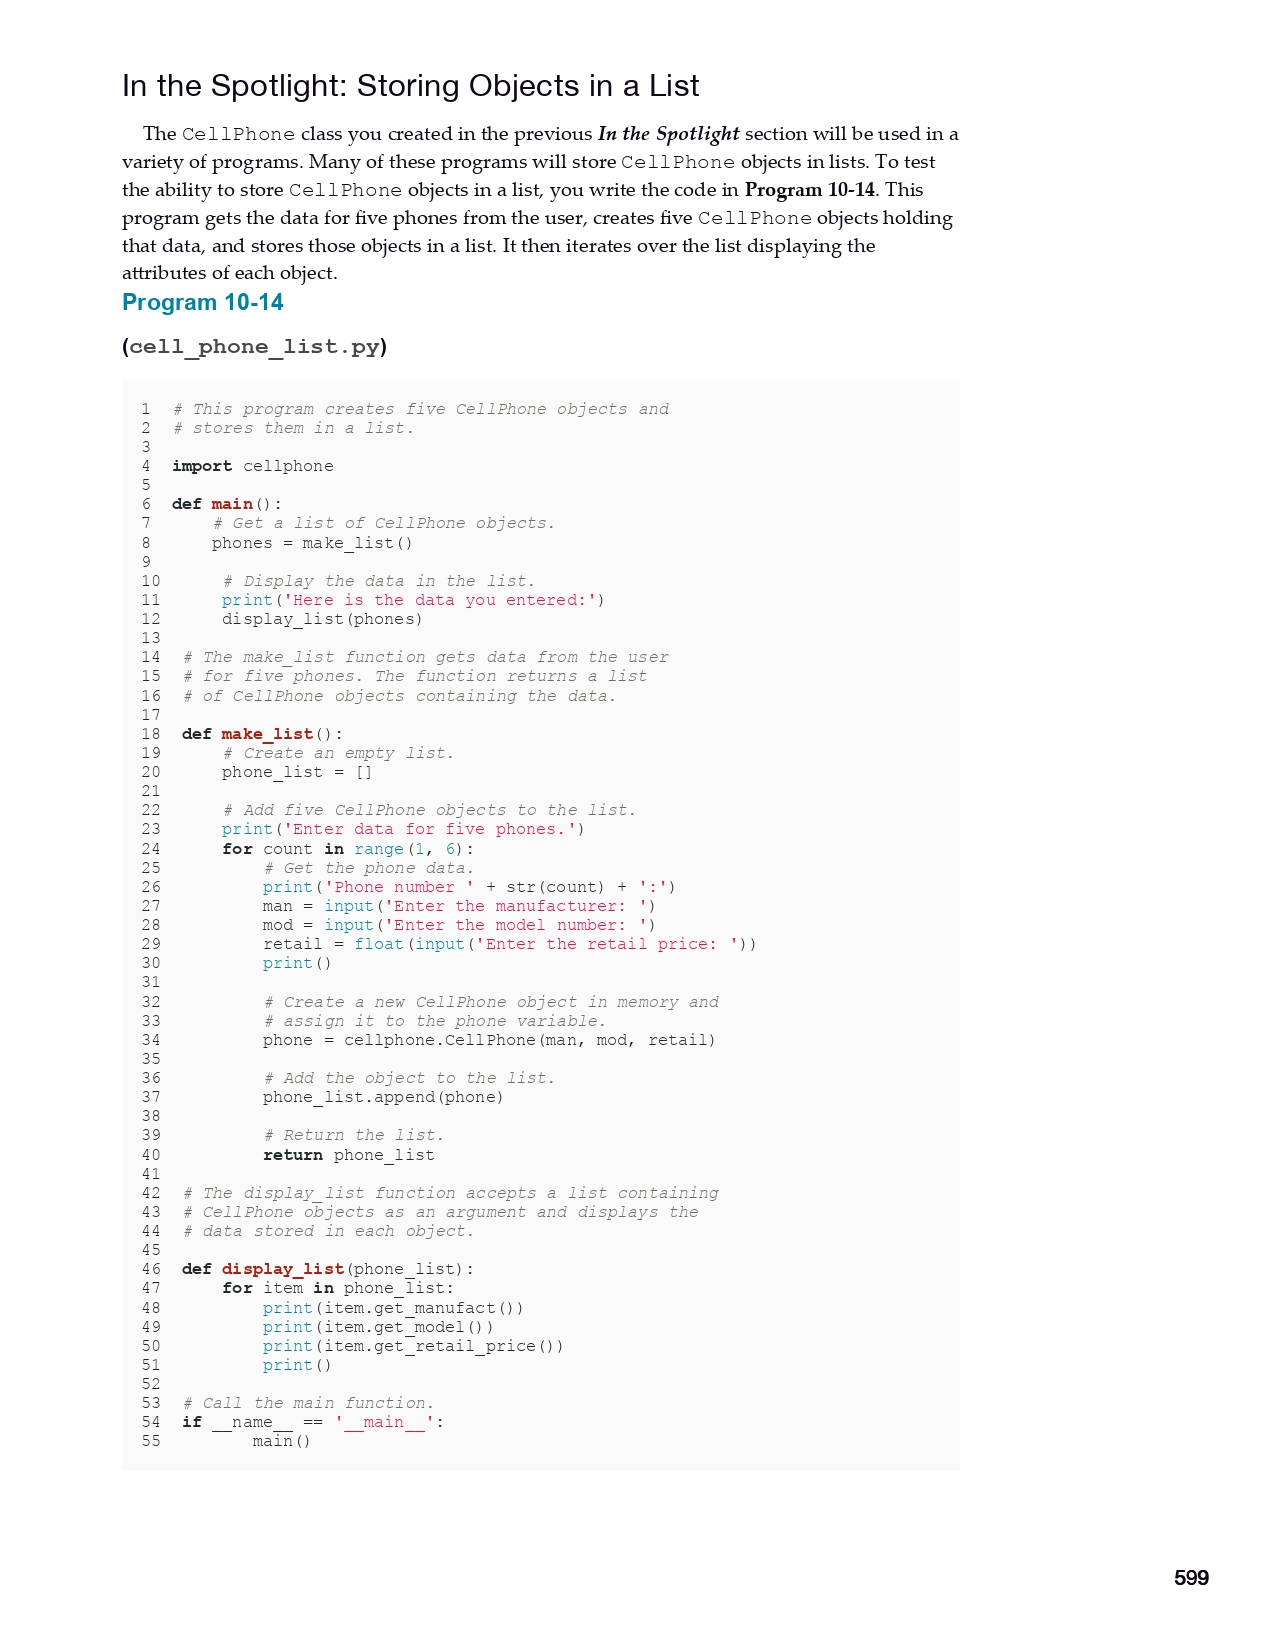 In the Spotlight: Storing Objects in a List
The CellPhone class you created in the previous In the Spotlight section will be used in a
variety of programs. Many of these programs will store CellPhone objects in lists. To test
the ability to store CellPhone objects in a list, you write the code in Program 10-14. This
program gets the data for five phones from the user, creates five CellPhone objects holding
that data, and stores those objects in a list. It then iterates over the list displaying the
attributes of each object.
Program 10-14
(cell_phone_list.py)
1  # This program creates five CellPhone objects and
2  # stores them in a list.
3
4  import cellphone
5
6  def main():
7      # Get a list of CellPhone objects.
8      phones = make_list()
9
10      # Display the data in the list.
11      print('Here is the data you entered:')
12      display_list(phones)
13
14  # The make_list function gets data from the user
15  # for five phones. The function returns a list
16  # of CellPhone objects containing the data.
17
18  def make_list():
19      # Create an empty list.
20      phone_list = []
21
22      # Add five CellPhone objects to the list.
23      print('Enter data for five phones.')
24      for count in range(1, 6):
25          # Get the phone data.
26          print('Phone number ' + str(count) + ':')
27          man = input('Enter the manufacturer: ')
28          mod = input('Enter the model number: ')
29          retail = float(input('Enter the retail price: '))
30          print()
31
32          # Create a new CellPhone object in memory and
33          # assign it to the phone variable.
34          phone = cellphone.CellPhone(man, mod, retail)
35
36          # Add the object to the list.
37          phone_list.append(phone)
38
39          # Return the list.
40          return phone_list
41
42  # The display_list function accepts a list containing
43  # CellPhone objects as an argument and displays the
44  # data stored in each object.
45
46  def display_list(phone_list):
47      for item in phone_list:
48          print(item.get_manufact())
49          print(item.get_model())
50          print(item.get_retail_price())
51          print()
52
53  # Call the main function.
54  if __name__ == '__main__':
55         main()
599